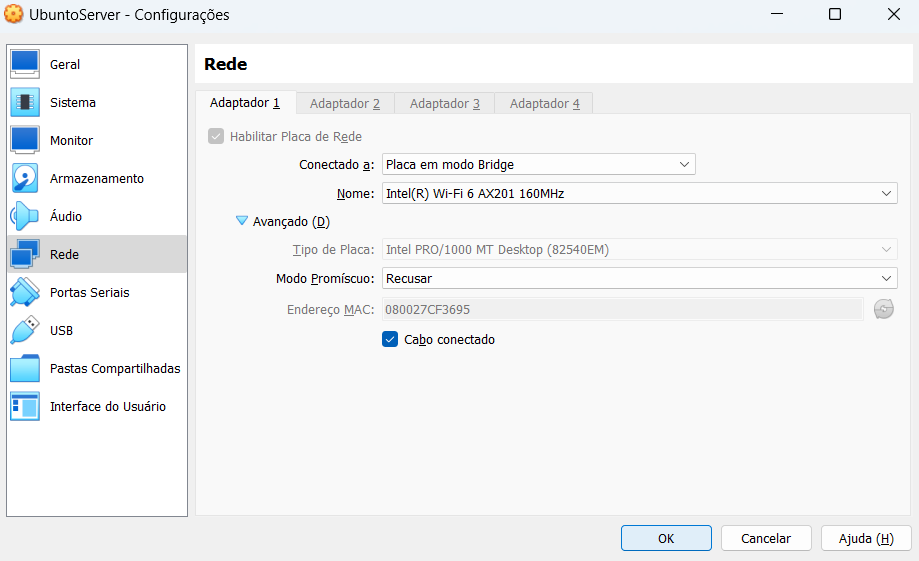 UbuntoServer - Configurações
Geral
Sistema
Monitor
Armazenamento
Áudio
Rede
Portas Seriais
USB
Pastas Compartilhadas
Interface do Usuário
Rede
Adaptador 1 Adaptador 2 Adaptador 3 Adaptador 4
Habilitar Placa de Rede
Conectado a: Placa em modo Bridge
Nome: Intel(R) Wi-Fi 6 AX201 160MHz
Avançado (D)
Tipo de Placa: Intel PRO/1000 MT Desktop (82540EM)
Modo Promíscuo: Recusar
Endereço MAC: 080027CF3695
Cabo conectado
OK Cancelar Ajuda (H)